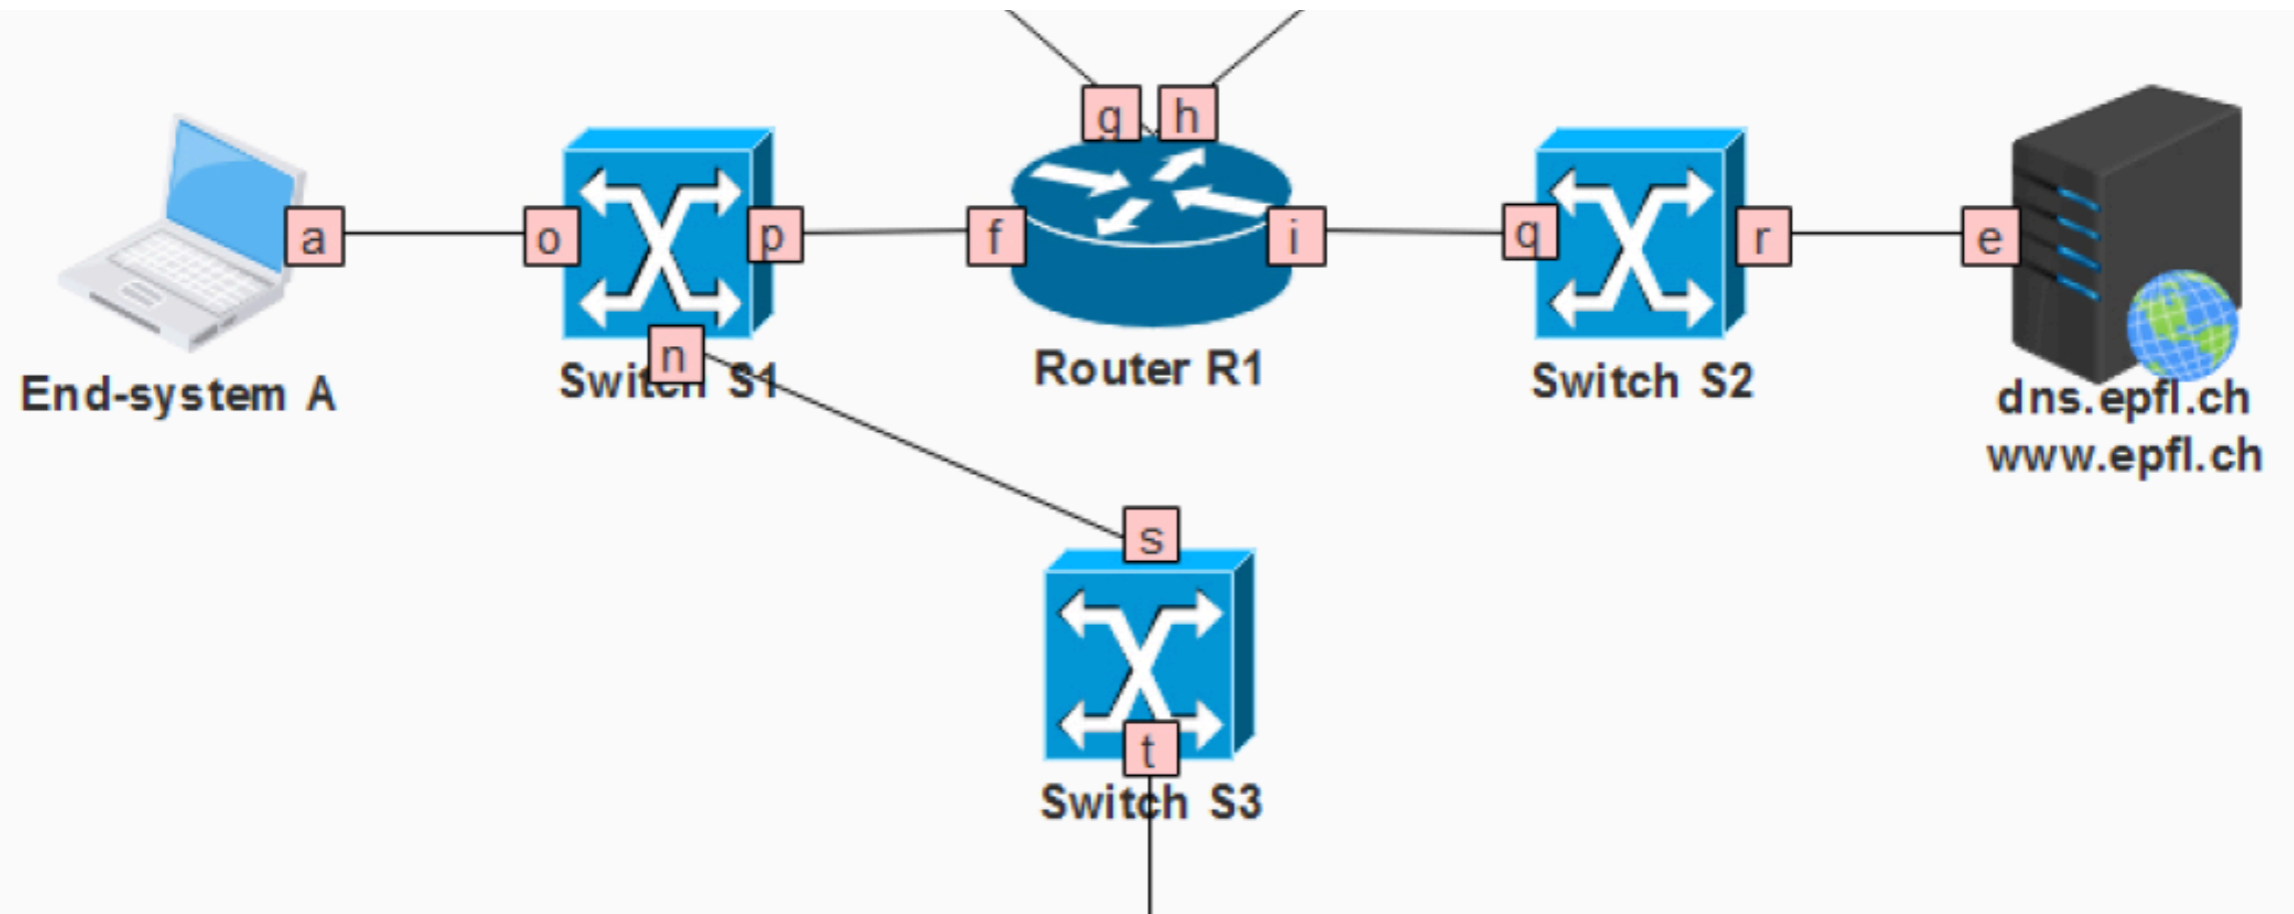 g h
a o p f i q r e
n
End-system A
Switch S1
Router R1
Switch S2
dns.epfl.ch
www.epfl.ch
s
t
Switch S3